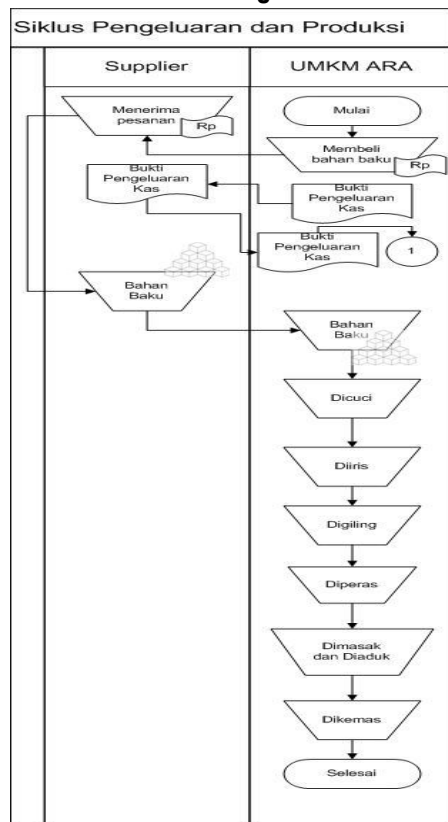 Siklus Pengeluaran dan Produksi
Supplier
UMKM ARA
Menerima
pesanan
Rp
Mulai
Membeli
bahan baku
Rp
Bukti
Pengeluaran
Kas
Bukti
Pengeluaran
Kas
Bukti
Pengeluaran
Kas
1
Bahan
Baku
Bahan
Baku
Dicuci
Diiris
Digiling
Diperas
Dimasak
dan Diaduk
Dikemas
Selesai